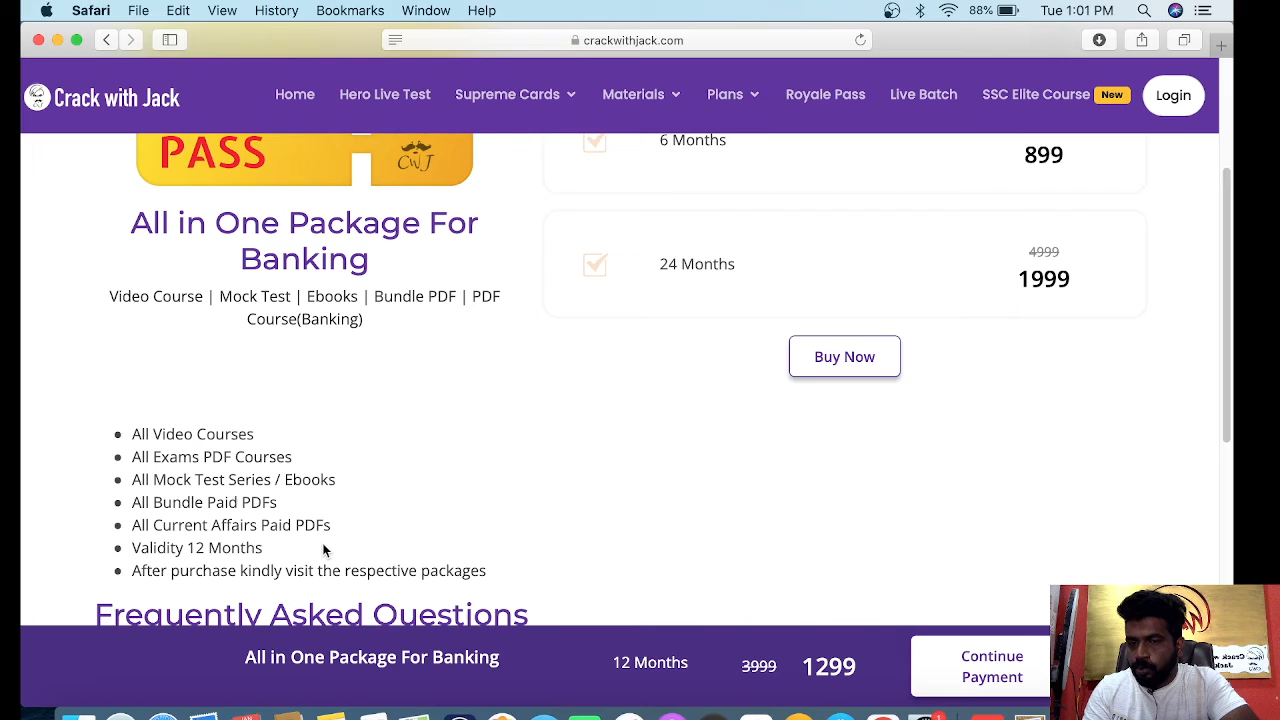 Safari File Edit View History Bookmarks Window Help 88% Tue 1:01 PM
crackwithjack.com
Crack with Jack Home Hero Live Test Supreme Cards Materials Plans Royale Pass Live Batch SSC Elite Course New Login
PASS CWJ
6 Months 899
All in One Package For
Banking
Video Course | Mock Test | Ebooks | Bundle PDF | PDF
Course(Banking)
4999
24 Months 1999
Buy Now
All Video Courses
All Exams PDF Courses
All Mock Test Series / Ebooks
All Bundle Paid PDFs
All Current Affairs Paid PDFs
Validity 12 Months
After purchase kindly visit the respective packages
Frequently Asked Questions
All in One Package For Banking 12 Months 3999 1299 Continue
Payment